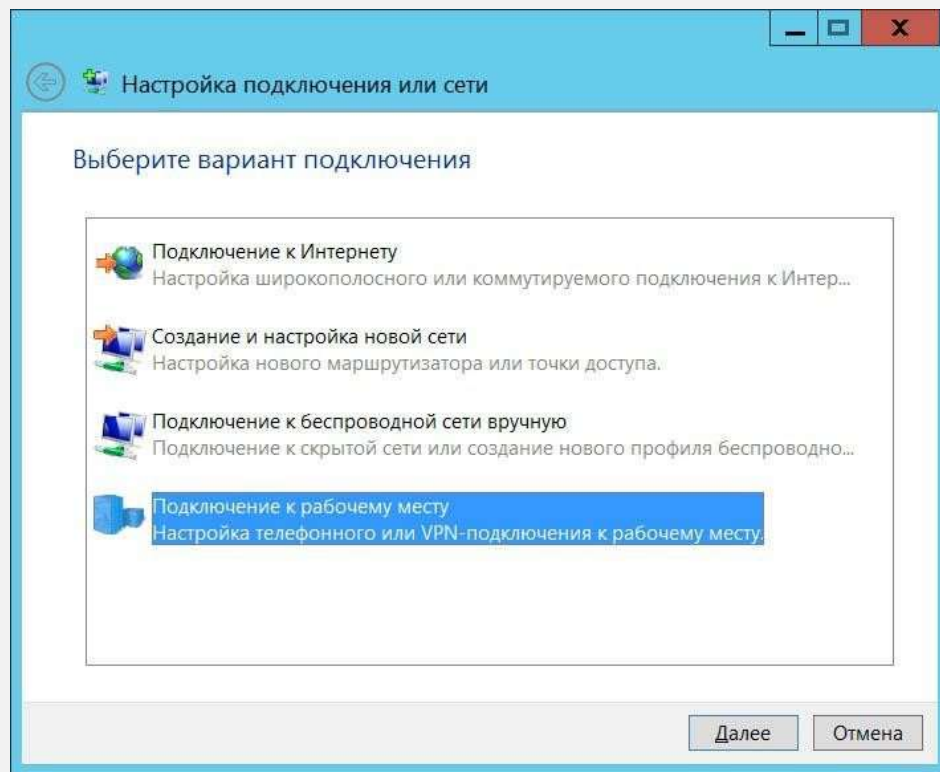 Настройка подключения или сети
Выберите вариант подключения
Подключение к Интернету
Настройка широкополосного или коммутируемого подключения к Интер...
Создание и настройка новой сети
Настройка нового маршрутизатора или точки доступа.
Подключение к беспроводной сети вручную
Подключение к скрытой сети или создание нового профиля беспроводно...
Подключение к рабочему месту
Настройка телефонного или VPN-подключения к рабочему месту.
Далее
Отмена